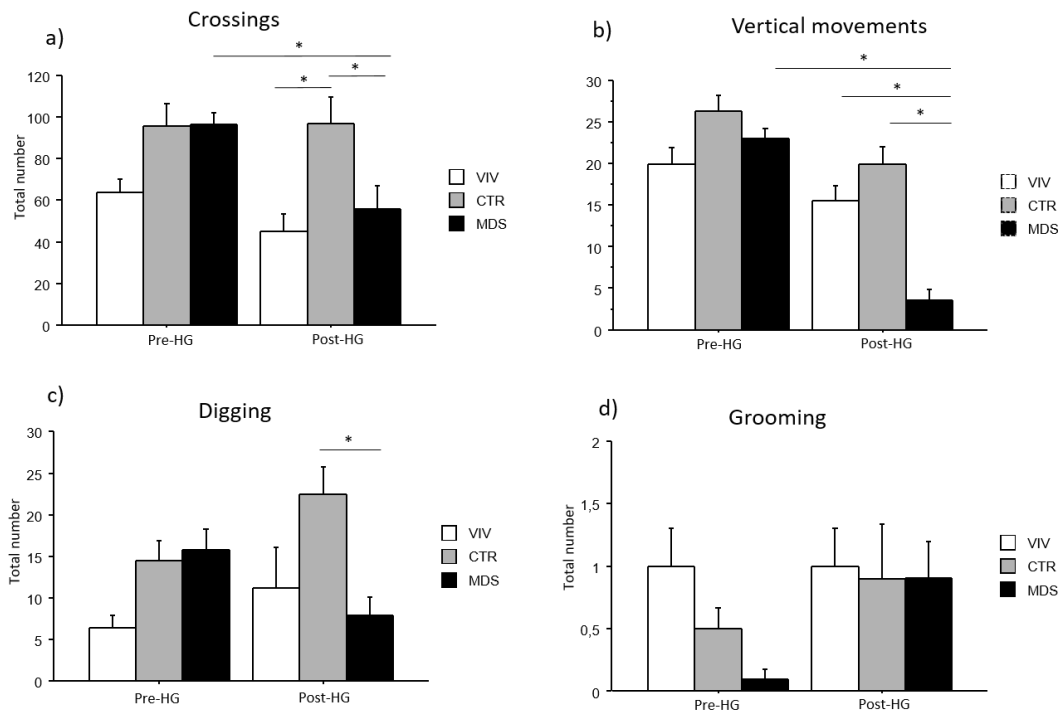 a)
Crossings
*
*
*
Total number
120
100
80
60
40
20
0
Pre-HG
Post-HG
VIV
CTR
MDS
b)
Vertical movements
*
*
*
Total number
30
25
20
15
10
5
0
Pre-HG
Post-HG
VIV
CTR
MDS
c)
Digging
*
Total number
30
25
20
15
10
5
0
Pre-HG
Post-HG
VIV
CTR
MDS
d)
Grooming
Total number
2
1,5
1
0,5
0
Pre-HG
Post-HG
VIV
CTR
MDS